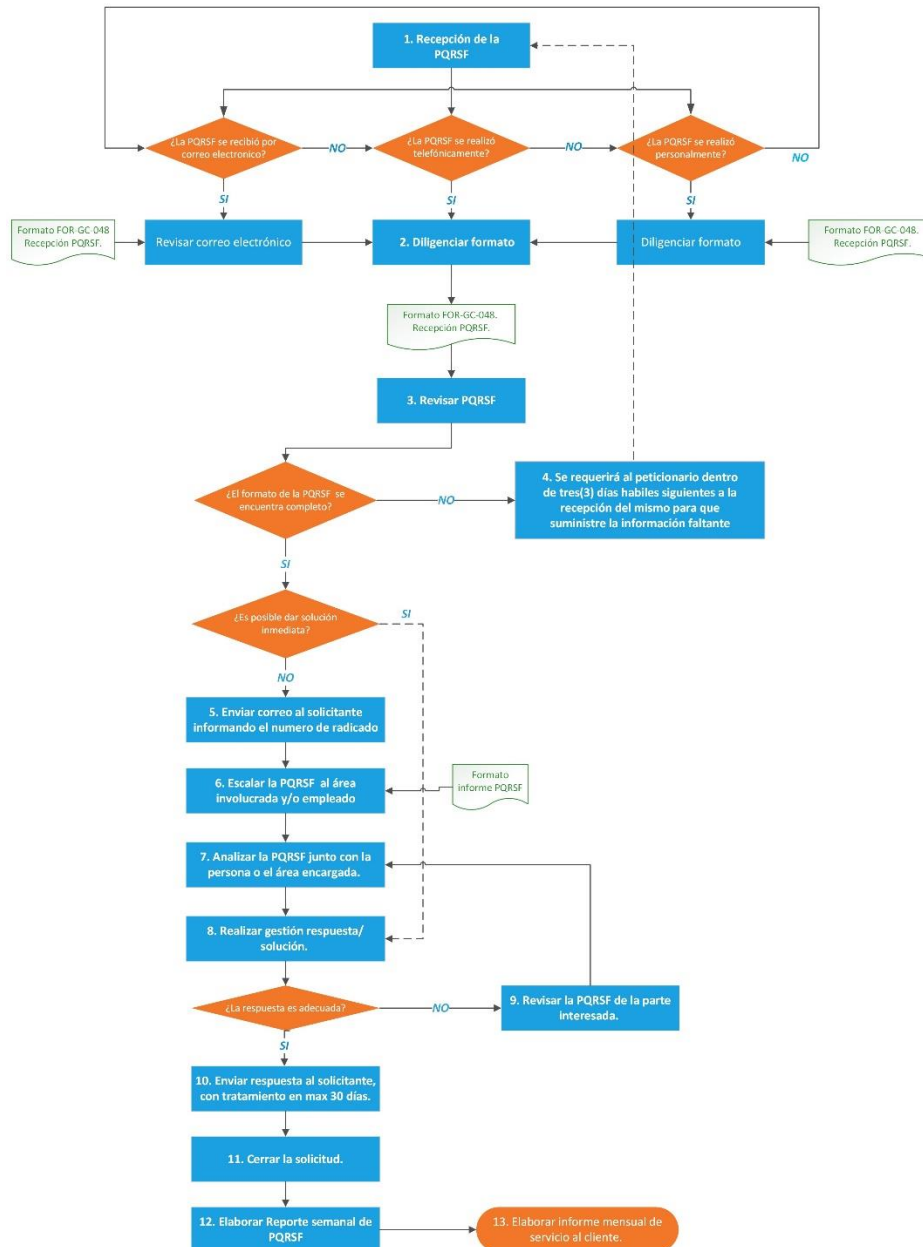 1. Recepción de la
PQRSF
¿La PQRSF se recibió por
correo electronico?
NO
¿La PQRSF se realizó
telefónicamente?
NO
¿La PQRSF se realizó
personalmente?
NO
SI
SI
SI
Formato FOR-GC-048
Recepción PQRSF.
Revisar correo electrónico
2. Diligenciar formato
Diligenciar formato
Formato FOR-GC-048.
Recepción PQRSF.
Formato FOR-GC-048.
Recepción PQRSF.
3. Revisar PQRSF
¿El formato de la PQRSF se
encuentra completo?
NO
4. Se requerirá al peticionario dentro
de tres(3) días habiles siguientes a la
recepción del mismo para que
suministre la información faltante
SI
¿Es posible dar solución
inmediata?
SI
NO
5. Enviar correo al solicitante
informando el numero de radicado
6. Escalar la PQRSF al área
involucrada y/o empleado
Formato
informe PQRSF
7. Analizar la PQRSF junto con la
persona o el área encargada.
8. Realizar gestión respuesta/
solución.
¿La respuesta es adecuada?
NO
9. Revisar la PQRSF de la parte
interesada.
SI
10. Enviar respuesta al solicitante,
con tratamiento en max 30 días.
11. Cerrar la solicitud.
12. Elaborar Reporte semanal de
PQRSF
13. Elaborar informe mensual de
servicio al cliente.